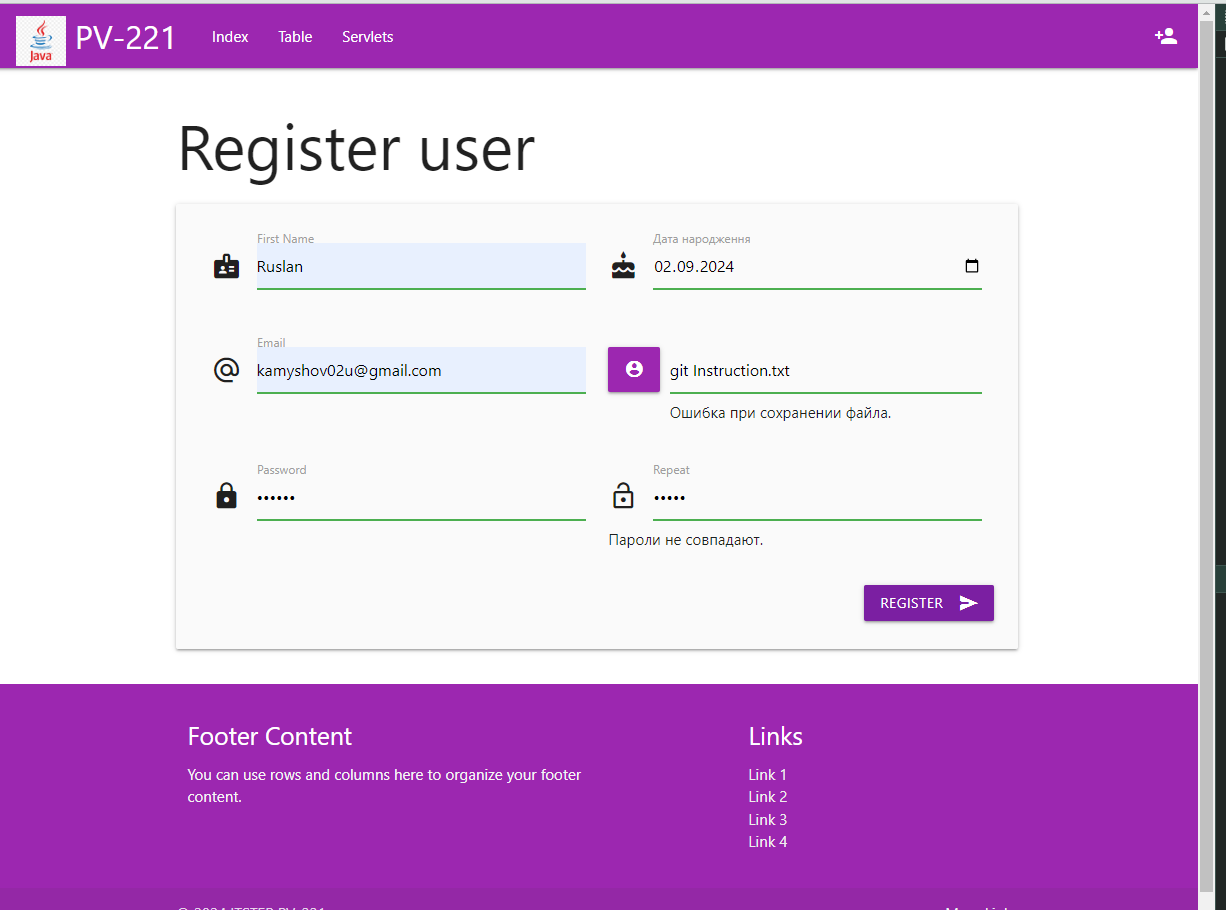 Java PV-221 Index Table Servlets
Register user
First Name
Ruslan
Дата народження
02.09.2024
Email
kamyshov02u@gmail.com
git Instruction.txt
Ошибка при сохранении файла.
Password
••••••
Repeat
•••••
Пароли не совпадают.
REGISTER
Footer Content
You can use rows and columns here to organize your footer
content.
Links
Link 1
Link 2
Link 3
Link 4